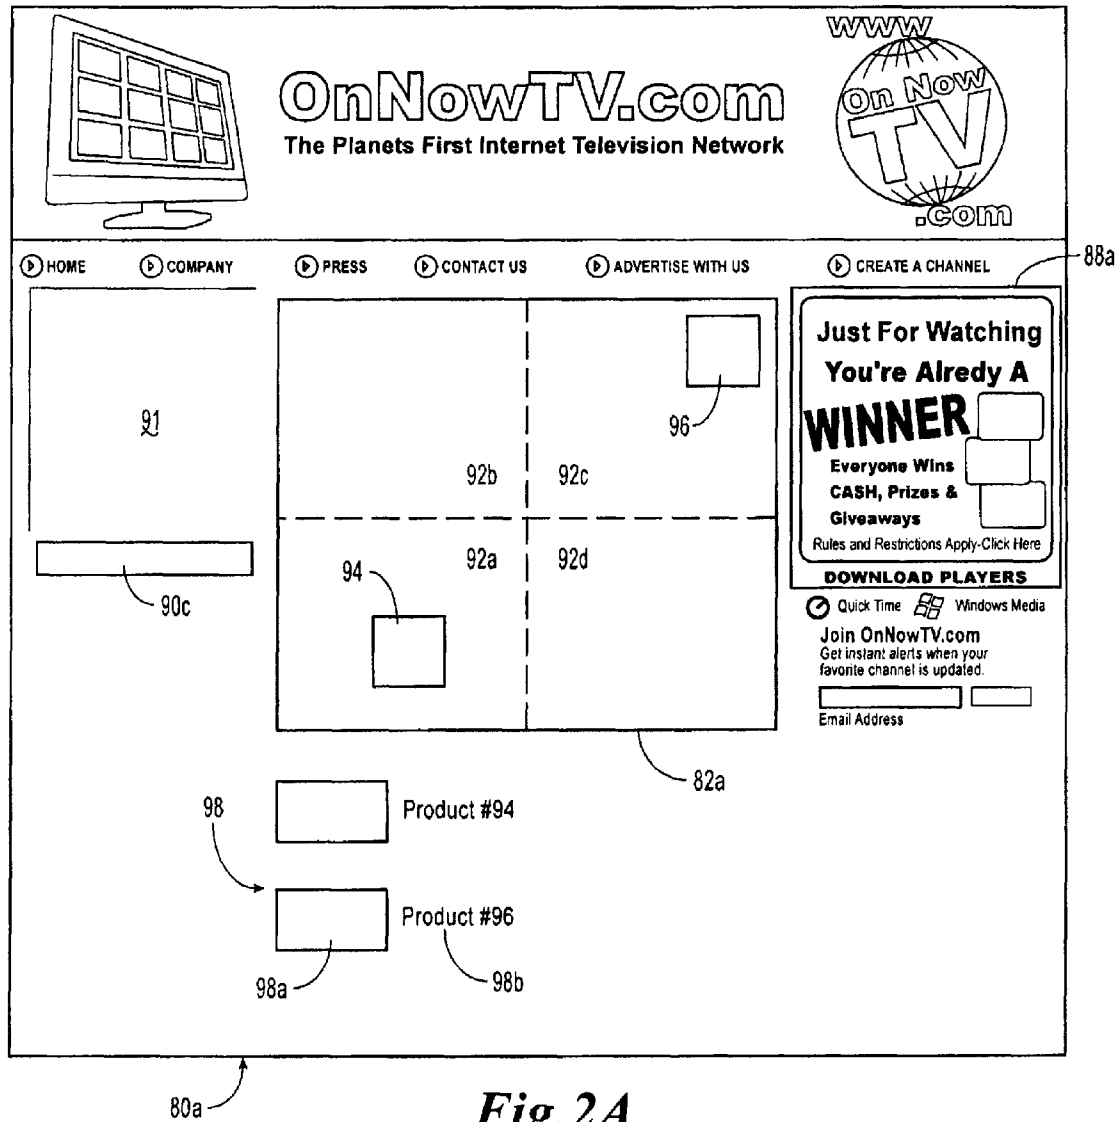 www
OnNowTV.com
The Planets First Internet Television Network
On Now
TV
.com
HOME COMPANY PRESS CONTACT US ADVERTISE WITH US CREATE A CHANNEL
88a
91
90c
92b 92c
92a 92d
96
94
Just For Watching
You're Alredy A
WINNER
Everyone Wins
CASH, Prizes &
Giveaways
Rules and Restrictions Apply-Click Here
DOWNLOAD PLAYERS
Quick Time Windows Media
Join OnNowTV.com
Get instant alerts when your
favorite channel is updated.
Email Address
82a
98
Product #94
Product #96
98a 98b
80a
Fig. 2A